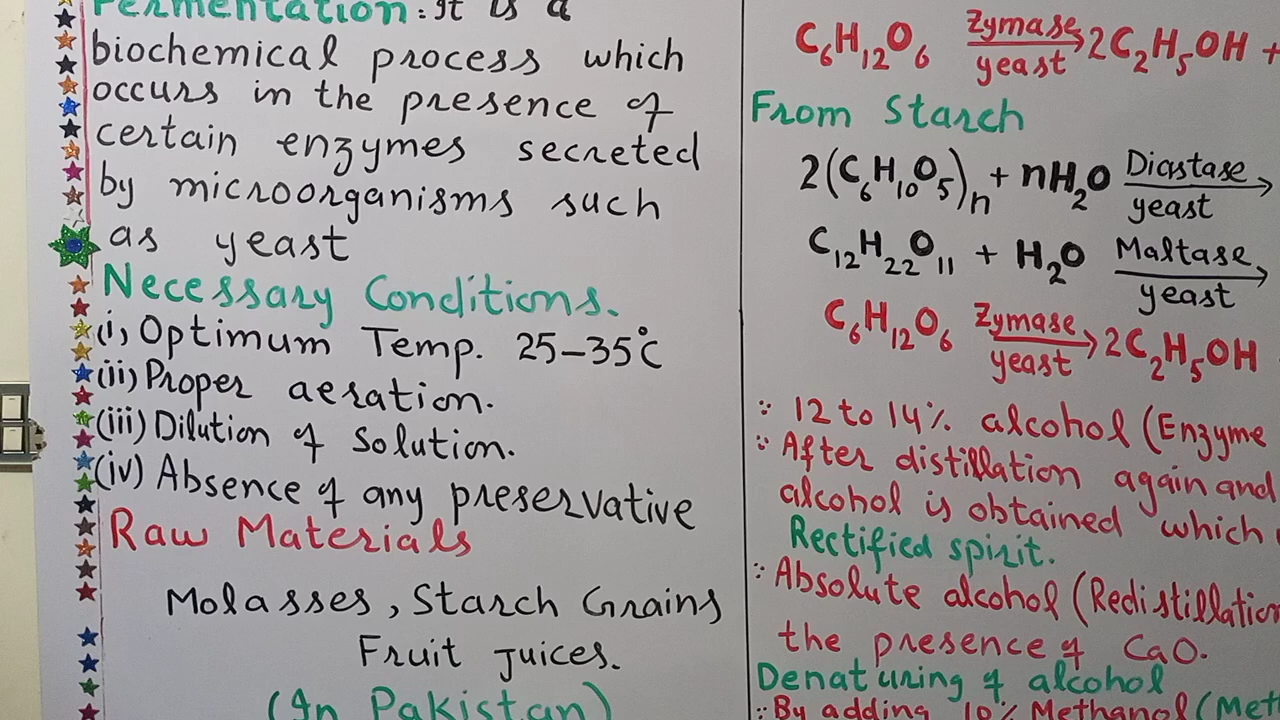 Fermentation: It is a
biochemical process which
occurs in the presence of
certain enzymes secreted
by microorganisms such
as yeast
Necessary Conditions.
(i) Optimum Temp. 25-35°C
(ii) Proper aeration.
(iii) Dilution of Solution.
(iv) Absence of any preservative
Raw Materials
Molasses, Starch Grains
Fruit Juices.
(In Pakistan)
C₆H₁₂O₆ Zymase yeast → 2C₂H₅OH +
From Starch
2(C₆H₁₀O₅)n + nH₂O Diastase yeast →
C₁₂H₂₂O₁₁ + H₂O Maltase yeast →
C₆H₁₂O₆ Zymase yeast → 2C₂H₅OH
∵ 12 to 14% alcohol (Enzyme
∵ After distillation again and
alcohol is obtained which
Rectified spirit.
∵ Absolute alcohol (Redistillation
the presence of CaO.
Denaturing of alcohol
∵ By adding 10% Methanol (Met